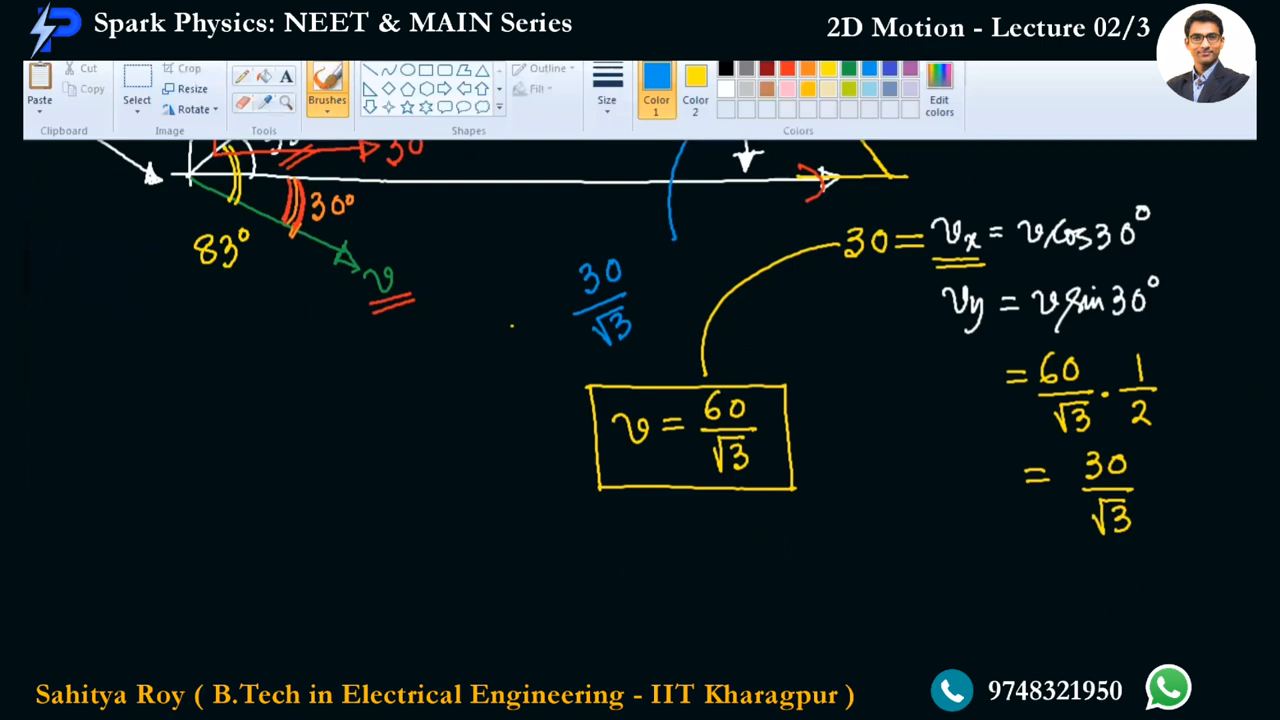 Spark Physics: NEET & MAIN Series
2D Motion - Lecture 02/3
Cut
Crop
Outline
Copy
Resize
Fill
Paste
Select
Rotate
A
Brushes
Size
Color
1
Color
2
Edit
colors
Clipboard
Image
Tools
Shapes
Colors
30
30°
83°
v
30/√3
30 = vx = v cos 30°
vy = v sin 30°
= 60/√3 · 1/2
v = 60/√3
= 30/√3
Sahitya Roy ( B.Tech in Electrical Engineering - IIT Kharagpur )
9748321950